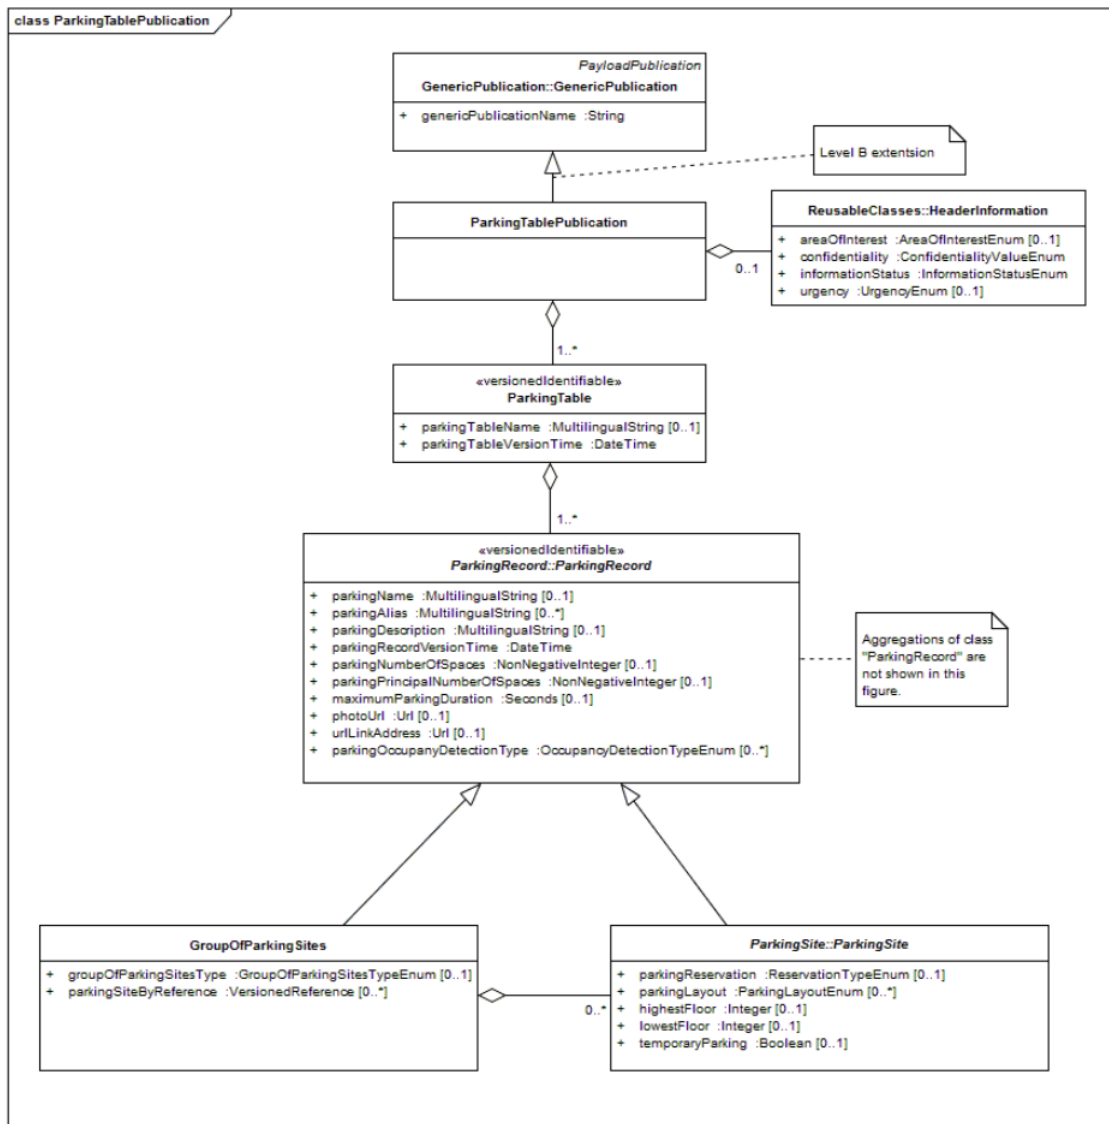 class ParkingTablePublication
PayloadPublication
GenericPublication::GenericPublication
+ genericPublicationName :String
Level B extentsion
ParkingTablePublication
ReusableClasses::HeaderInformation
+ areaOfInterest :AreaOfInterestEnum [0..1]
+ confidentiality :ConfidentialityValueEnum
+ informationStatus :InformationStatusEnum
+ urgency :UrgencyEnum [0..1]
0..1
1..*
«versionedIdentifiable»
ParkingTable
+ parkingTableName :MultilingualString [0..1]
+ parkingTableVersionTime :DateTime
1..*
«versionedIdentifiable»
ParkingRecord::ParkingRecord
+ parkingName :MultilingualString [0..1]
+ parkingAlias :MultilingualString [0..*]
+ parkingDescription :MultilingualString [0..1]
+ parkingRecordVersionTime :DateTime
+ parkingNumberOfSpaces :NonNegativeInteger [0..1]
+ parkingPrincipalNumberOfSpaces :NonNegativeInteger [0..1]
+ maximumParkingDuration :Seconds [0..1]
+ photoUrl :Url [0..1]
+ urlLinkAddress :Url [0..1]
+ parkingOccupanyDetectionType :OccupancyDetectionTypeEnum [0..*]
Aggregations of class
"ParkingRecord" are
not shown in this
figure.
GroupOfParkingSites
+ groupOfParkingSitesType :GroupOfParkingSitesTypeEnum [0..1]
+ parkingSiteByReference :VersionedReference [0..*]
0..*
ParkingSite::ParkingSite
+ parkingReservation :ReservationTypeEnum [0..1]
+ parkingLayout :ParkingLayoutEnum [0..*]
+ highestFloor :Integer [0..1]
+ lowestFloor :Integer [0..1]
+ temporaryParking :Boolean [0..1]